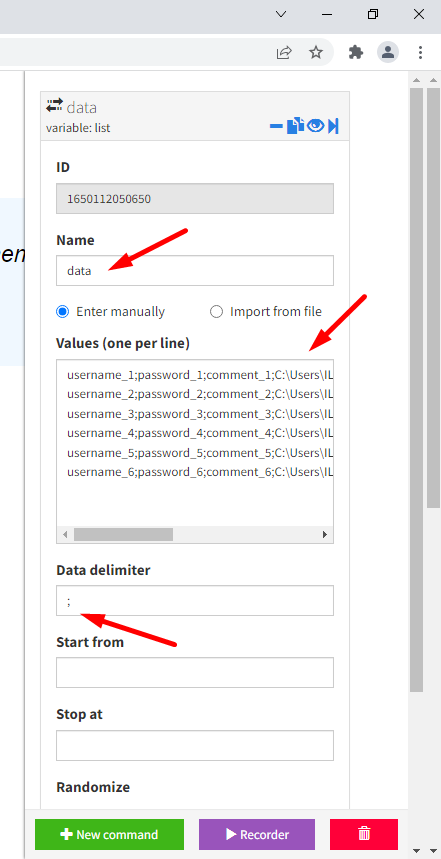 data
variable: list
ID
1650112050650
Name
data
Enter manually
Import from file
Values (one per line)
username_1;password_1;comment_1;C:\Users\IL
username_2;password_2;comment_2;C:\Users\IL
username_3;password_3;comment_3;C:\Users\IL
username_4;password_4;comment_4;C:\Users\IL
username_5;password_5;comment_5;C:\Users\IL
username_6;password_6;comment_6;C:\Users\IL
Data delimiter
;
Start from
Stop at
Randomize
New command
Recorder